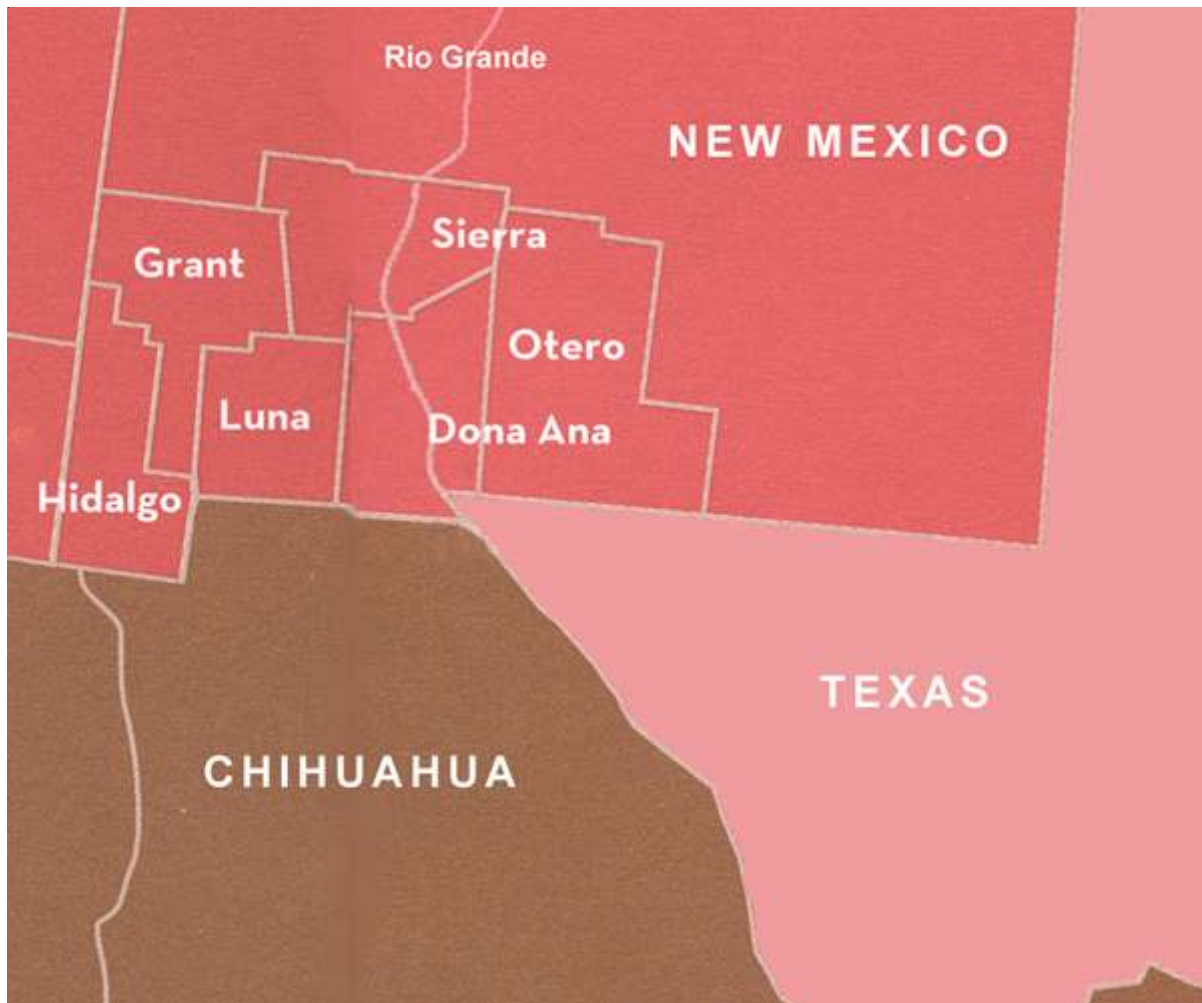 Rio Grande
NEW MEXICO
Sierra
Grant
Otero
Luna
Dona Ana
Hidalgo
TEXAS
CHIHUAHUA